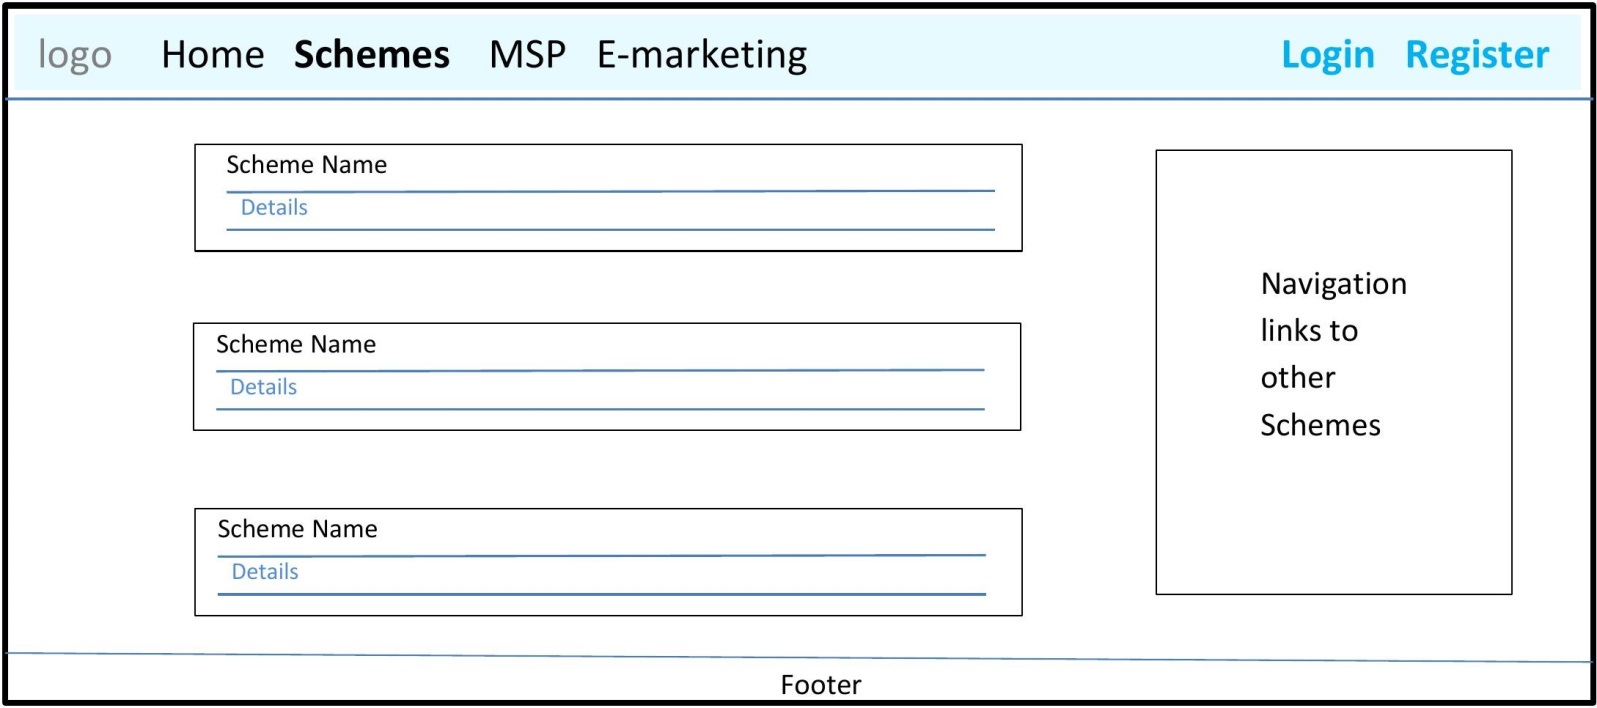 logo Home Schemes MSP E-marketing Login Register
Scheme Name
Details
Scheme Name
Details
Scheme Name
Details
Navigation
links to
other
Schemes
Footer